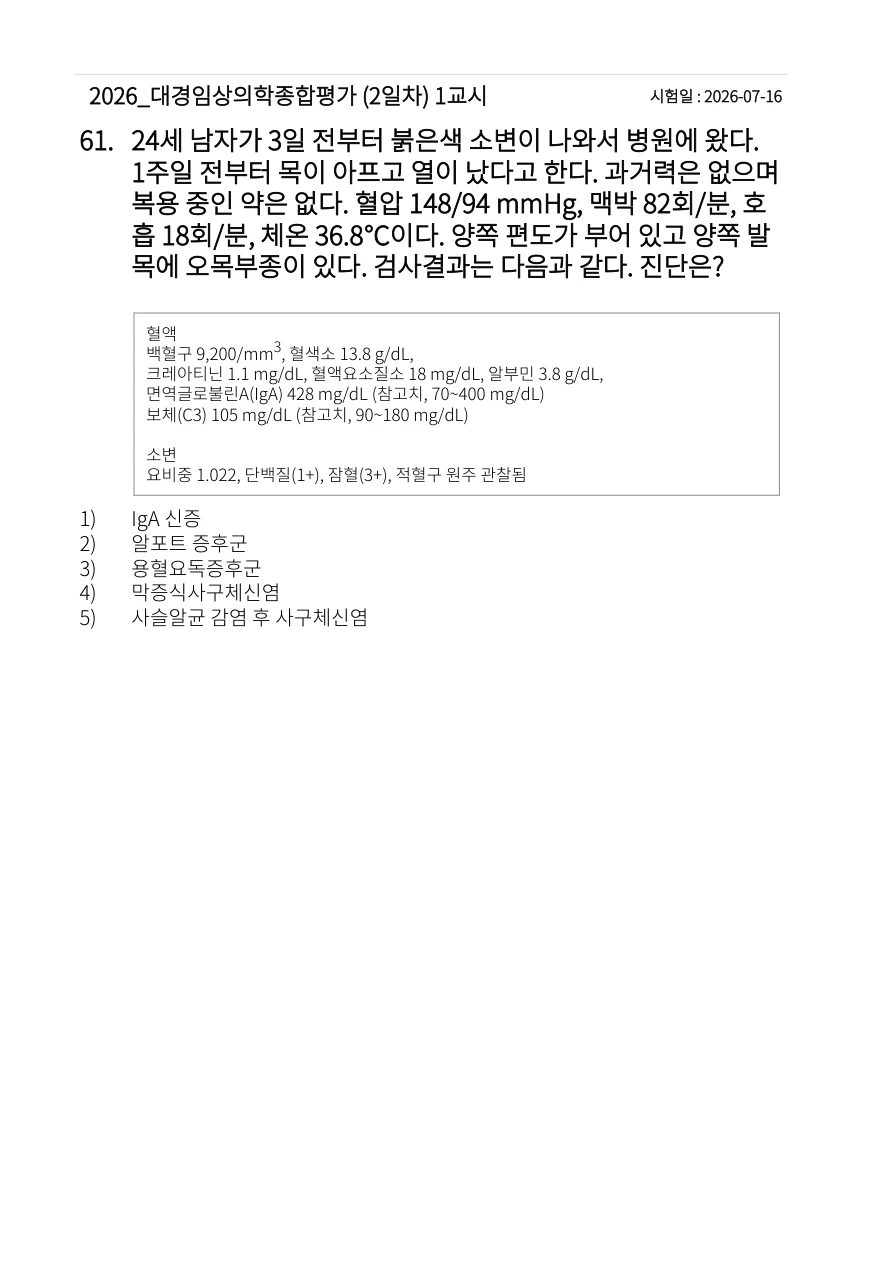 2026_대경임상의학종합평가 (2일차) 1교시
시험일 : 2026-07-16
61. 24세 남자가 3일 전부터 붉은색 소변이 나와서 병원에 왔다.
1주일 전부터 목이 아프고 열이 났다고 한다. 과거력은 없으며
복용 중인 약은 없다. 혈압 148/94 mmHg, 맥박 82회/분, 호
흡 18회/분, 체온 36.8℃이다. 양쪽 편도가 부어 있고 양쪽 발
목에 오목부종이 있다. 검사결과는 다음과 같다. 진단은?
혈액
백혈구 9,200/mm³, 혈색소 13.8 g/dL,
크레아티닌 1.1 mg/dL, 혈액요소질소 18 mg/dL, 알부민 3.8 g/dL,
면역글로불린A(IgA) 428 mg/dL (참고치, 70~400 mg/dL)
보체(C3) 105 mg/dL (참고치, 90~180 mg/dL)
소변
요비중 1.022, 단백질(1+), 잠혈(3+), 적혈구 원주 관찰됨
1) IgA 신증
2) 알포트 증후군
3) 용혈요독증후군
4) 막증식사구체신염
5) 사슬알균 감염 후 사구체신염